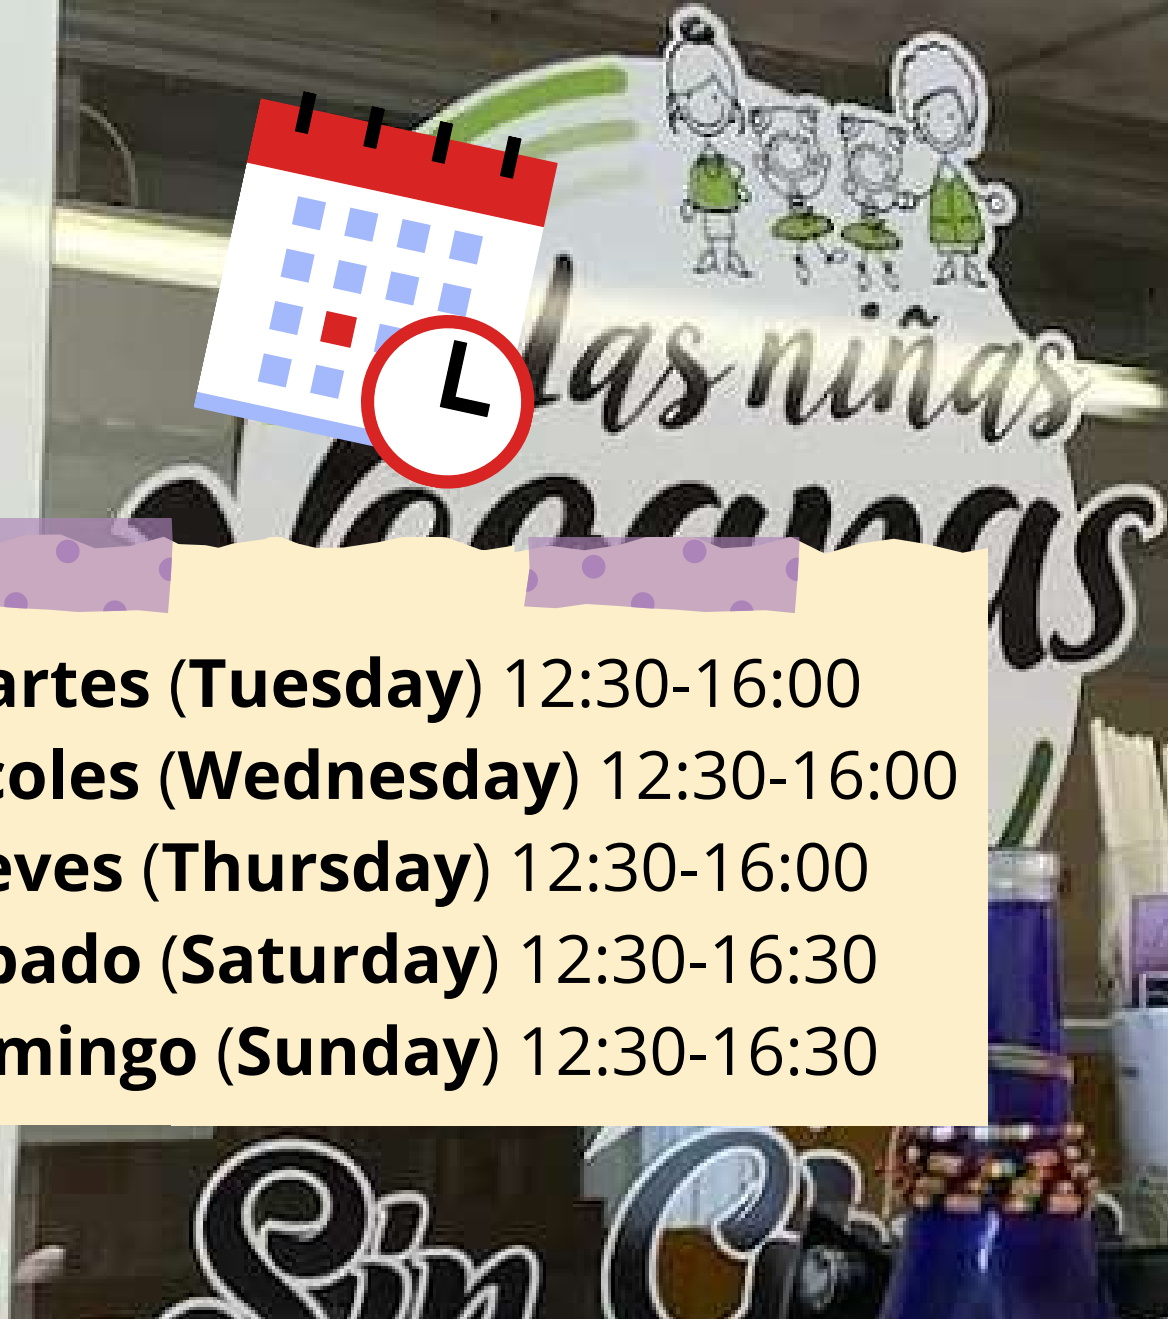 Las niñas
artes (Tuesday) 12:30-16:00
coles (Wednesday) 12:30-16:00
eves (Thursday) 12:30-16:00
bado (Saturday) 12:30-16:30
mingo (Sunday) 12:30-16:30
Sin